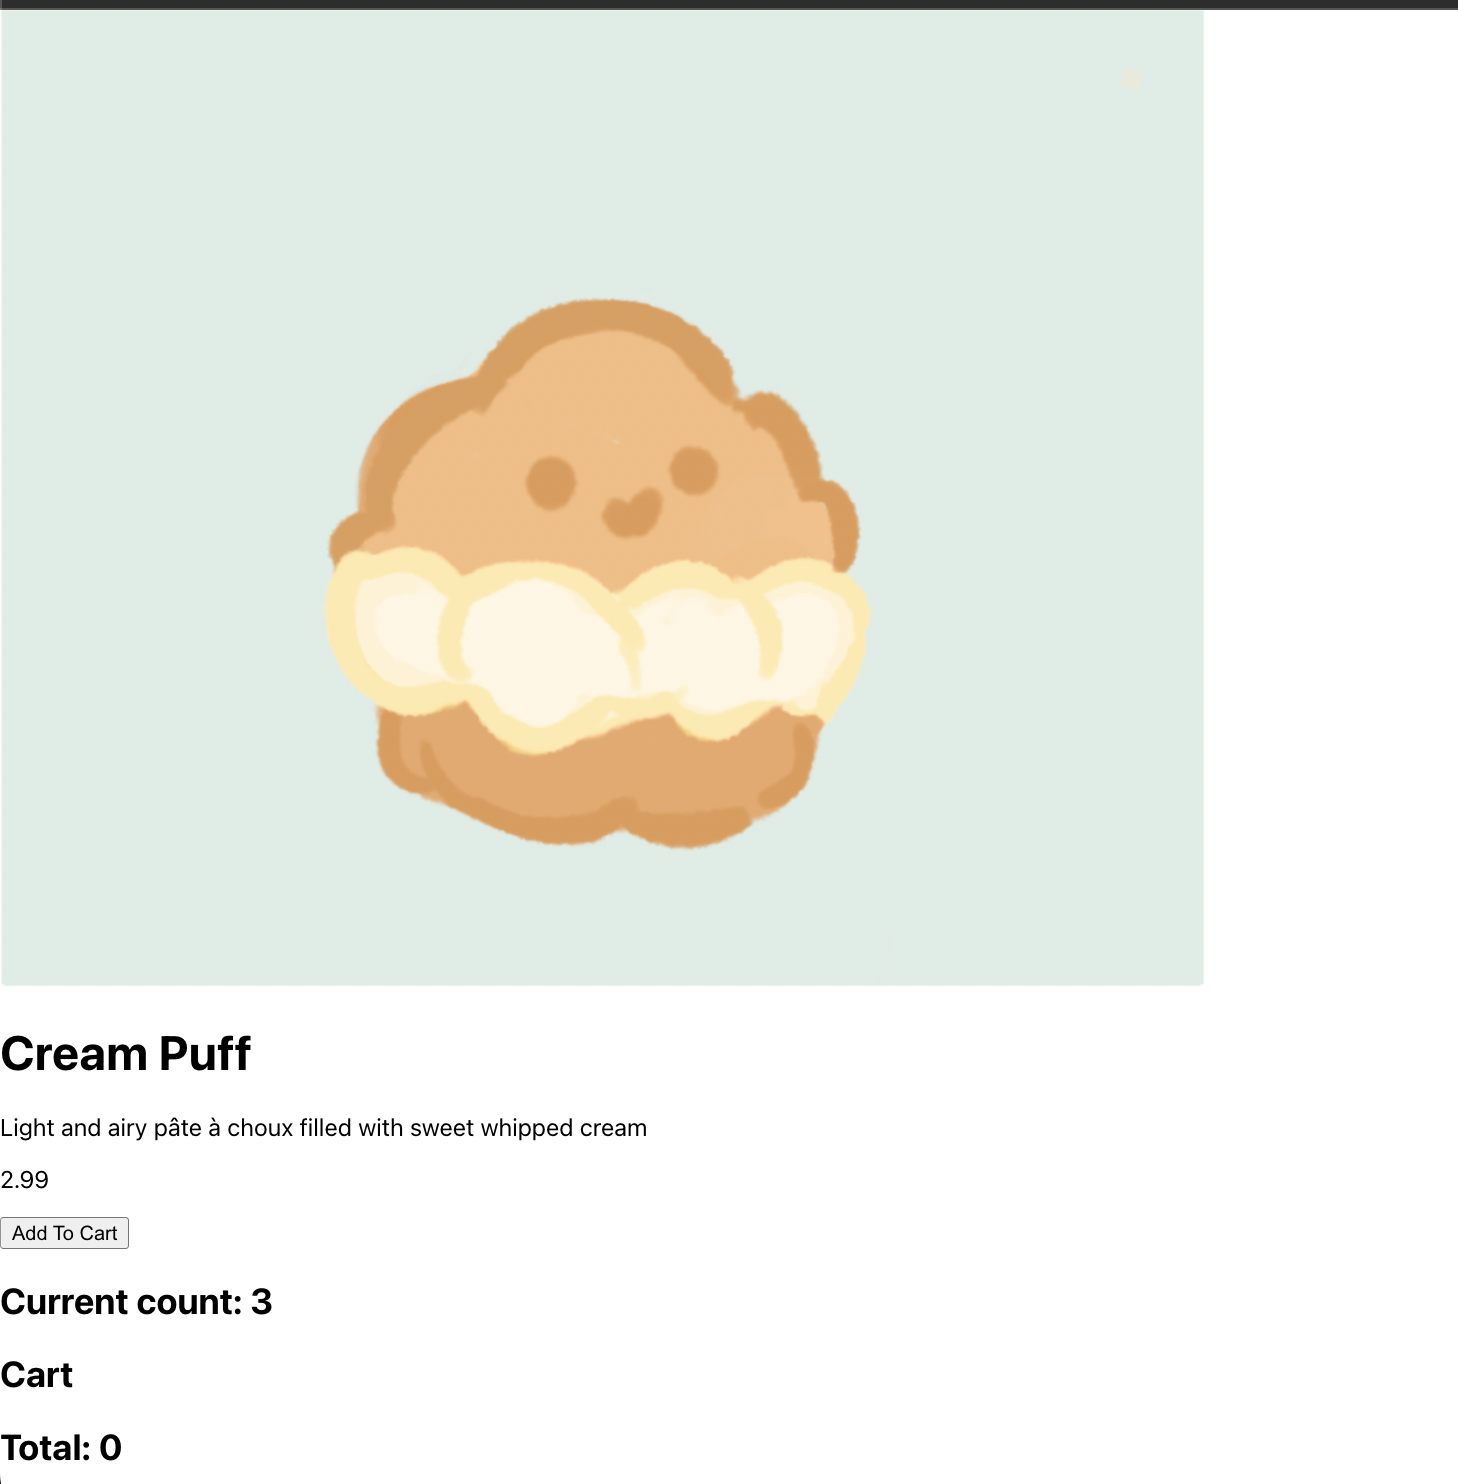 Cream Puff
Light and airy pâte à choux filled with sweet whipped cream
2.99
Add To Cart
Current count: 3
Cart
Total: 0